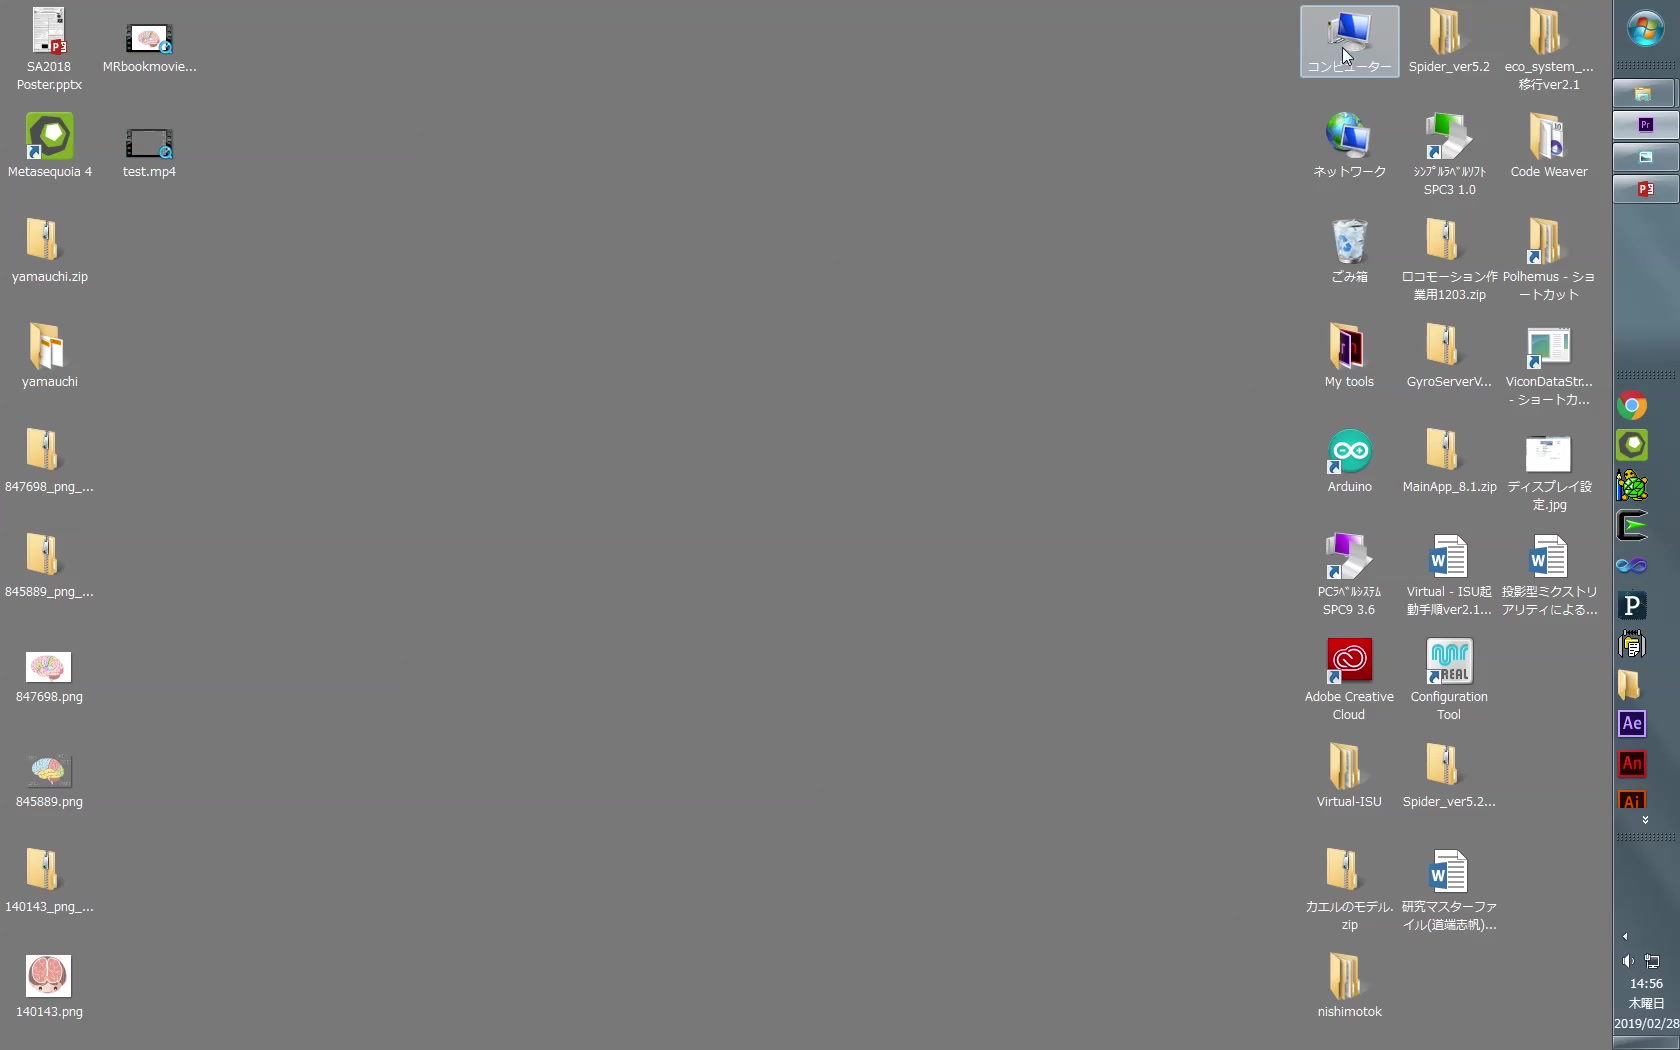 SA2018
Poster.pptx
MRbookmovie...
Metasequoia 4
test.mp4
yamauchi.zip
yamauchi
847698_png_...
845889_png_...
847698.png
845889.png
140143_png_...
140143.png
コンピューター
Spider_ver5.2
eco_system_...
移行ver2.1
ネットワーク
ｼﾝﾌﾟﾙﾗﾍﾞﾙｿﾌﾄ
SPC3 1.0
Code Weaver
ごみ箱
ロコモーション作
業用1203.zip
Polhemus - ショ
ートカット
My tools
GyroServerV...
ViconDataStr...
- ショートカ...
Arduino
MainApp_8.1.zip
ディスプレイ設
定.jpg
PCﾗﾍﾞﾙｼｽﾃﾑ
SPC9 3.6
Virtual - ISU起
動手順ver2.1...
投影型ミクストリ
アリティによる...
Adobe Creative
Cloud
MR
REAL
Configuration
Tool
Virtual-ISU
Spider_ver5.2...
カエルのモデル.
zip
研究マスターファ
イル(道端志帆)...
nishimotok
Pr
P
Ae
An
Ai
14:56
木曜日
2019/02/28